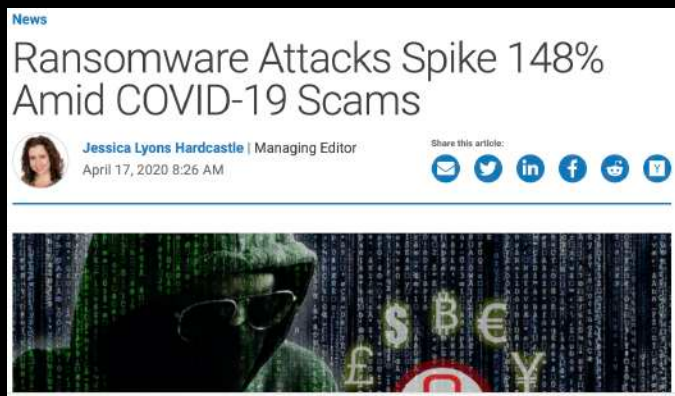 News
Ransomware Attacks Spike 148%
Amid COVID-19 Scams
Jessica Lyons Hardcastle | Managing Editor
Share this article:
April 17, 2020 8:26 AM
in
f
Y
$ ₿ €
£ ¥